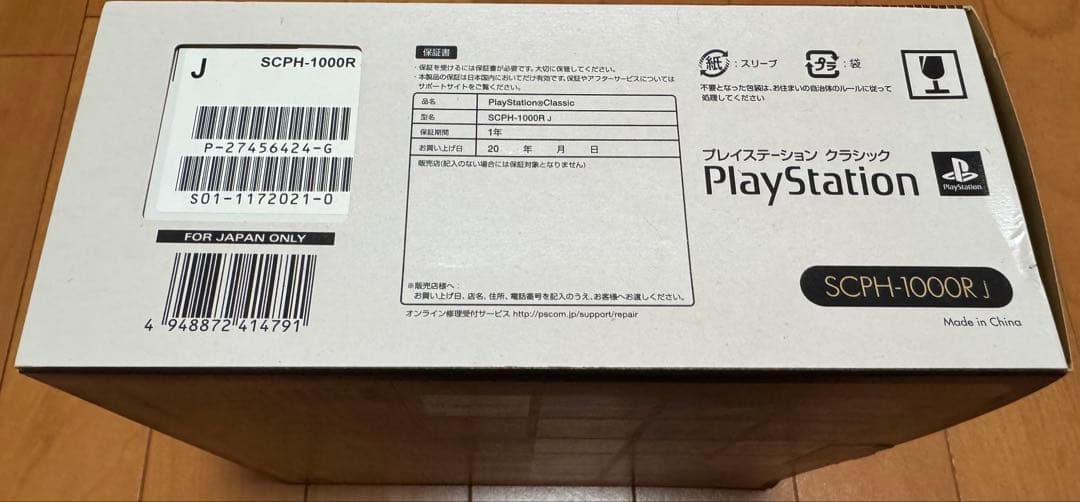 J
SCPH-1000R
P-27456424-G
S01-1172021-0
FOR JAPAN ONLY
4 948872 414791
保証書
・保証を受けるには保証書が必要です。大切に保管してください。
・本製品の保証は日本国内においてだけ有効です。保証やアフターサービスについては
サポートサイトをご覧ください。
品名 PlayStation®Classic
型名 SCPH-1000R J
保証期間 1年
お買い上げ日 20 年 月 日
販売店(記入のない場合には保証対象となりません)
※販売店様へ:
お買い上げ日、店名、住所、電話番号を記入のうえ、お客様へお渡しください。
オンライン修理受付サービス http://pscom.jp/support/repair
紙 : スリーブ
プラ : 袋
不要となった包装は、お住まいの自治体のルールに従って
処理してください
プレイステーション クラシック
PlayStation
PlayStation
SCPH-1000R J
Made in China